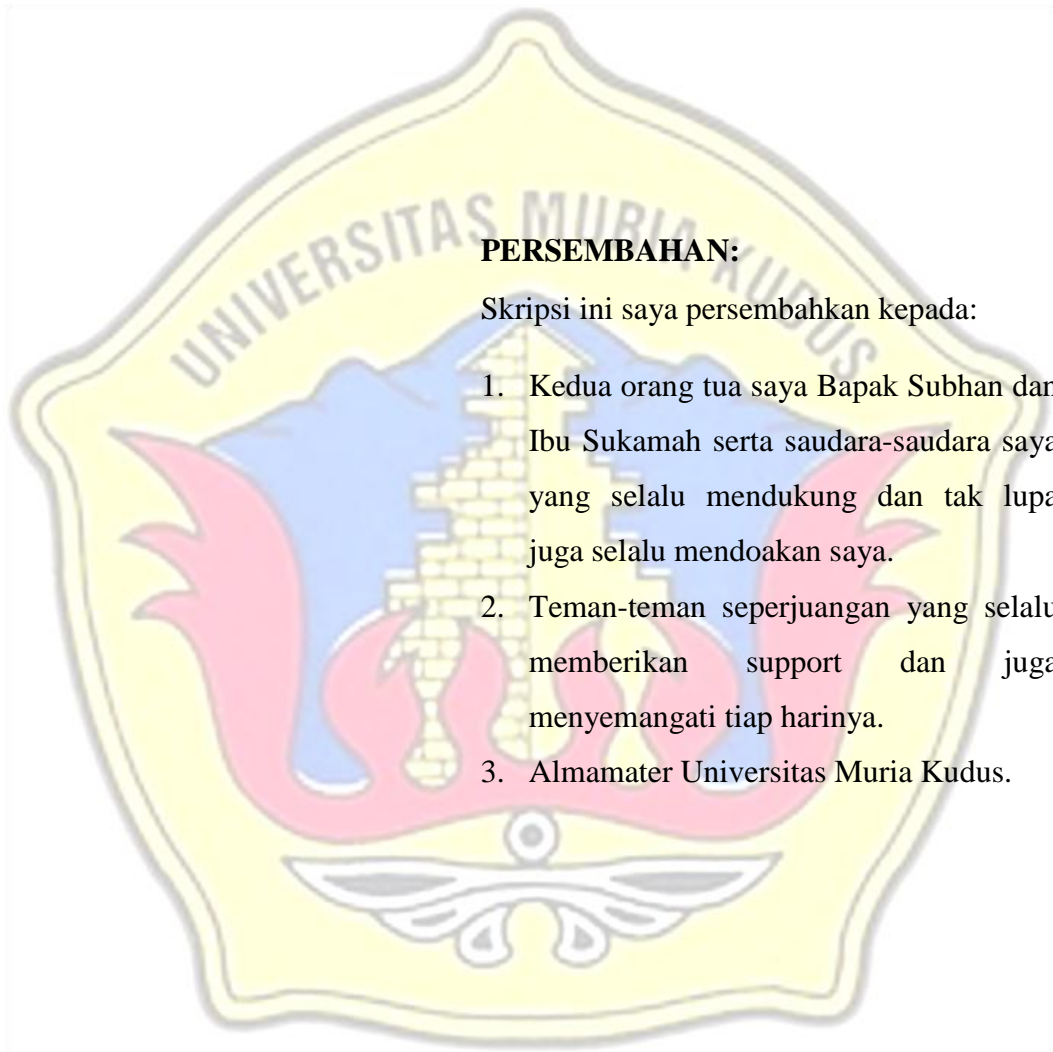 UNIVERSITAS MURIA KUDUS
PERSEMBAHAN:
Skripsi ini saya persembahkan kepada:
1. Kedua orang tua saya Bapak Subhan dan
Ibu Sukamah serta saudara-saudara saya
yang selalu mendukung dan tak lupa
juga selalu mendoakan saya.
2. Teman-teman seperjuangan yang selalu
memberikan support dan juga
menyemangati tiap harinya.
3. Almamater Universitas Muria Kudus.